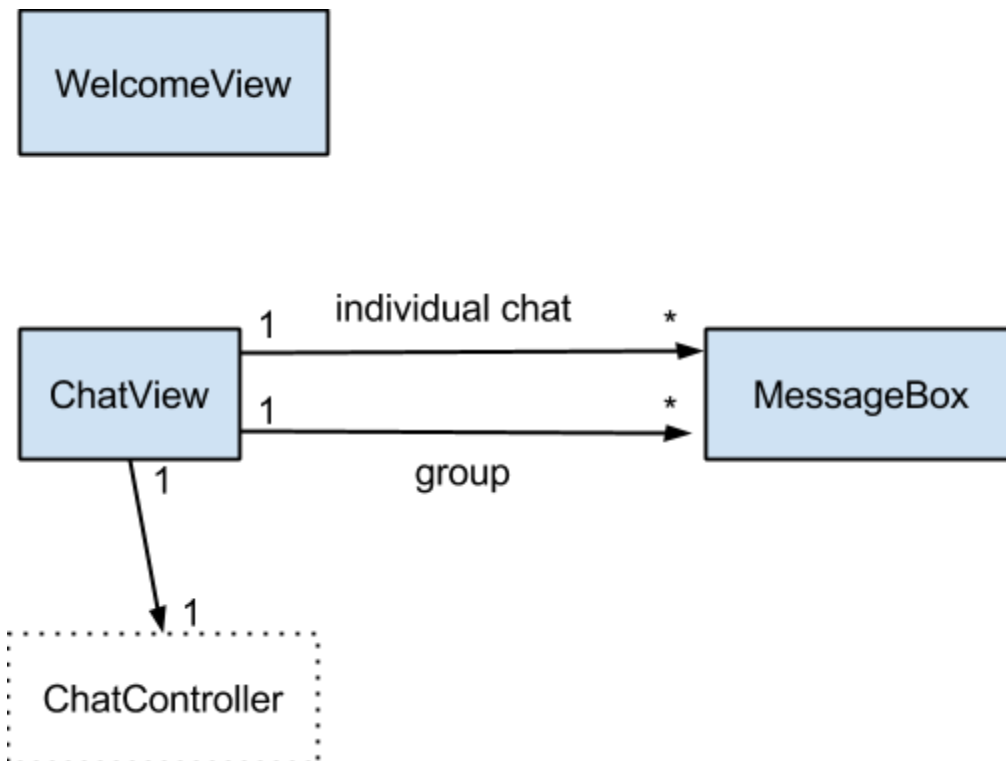 WelcomeView
individual chat
1
*
ChatView
MessageBox
1
*
group
1
1
ChatController